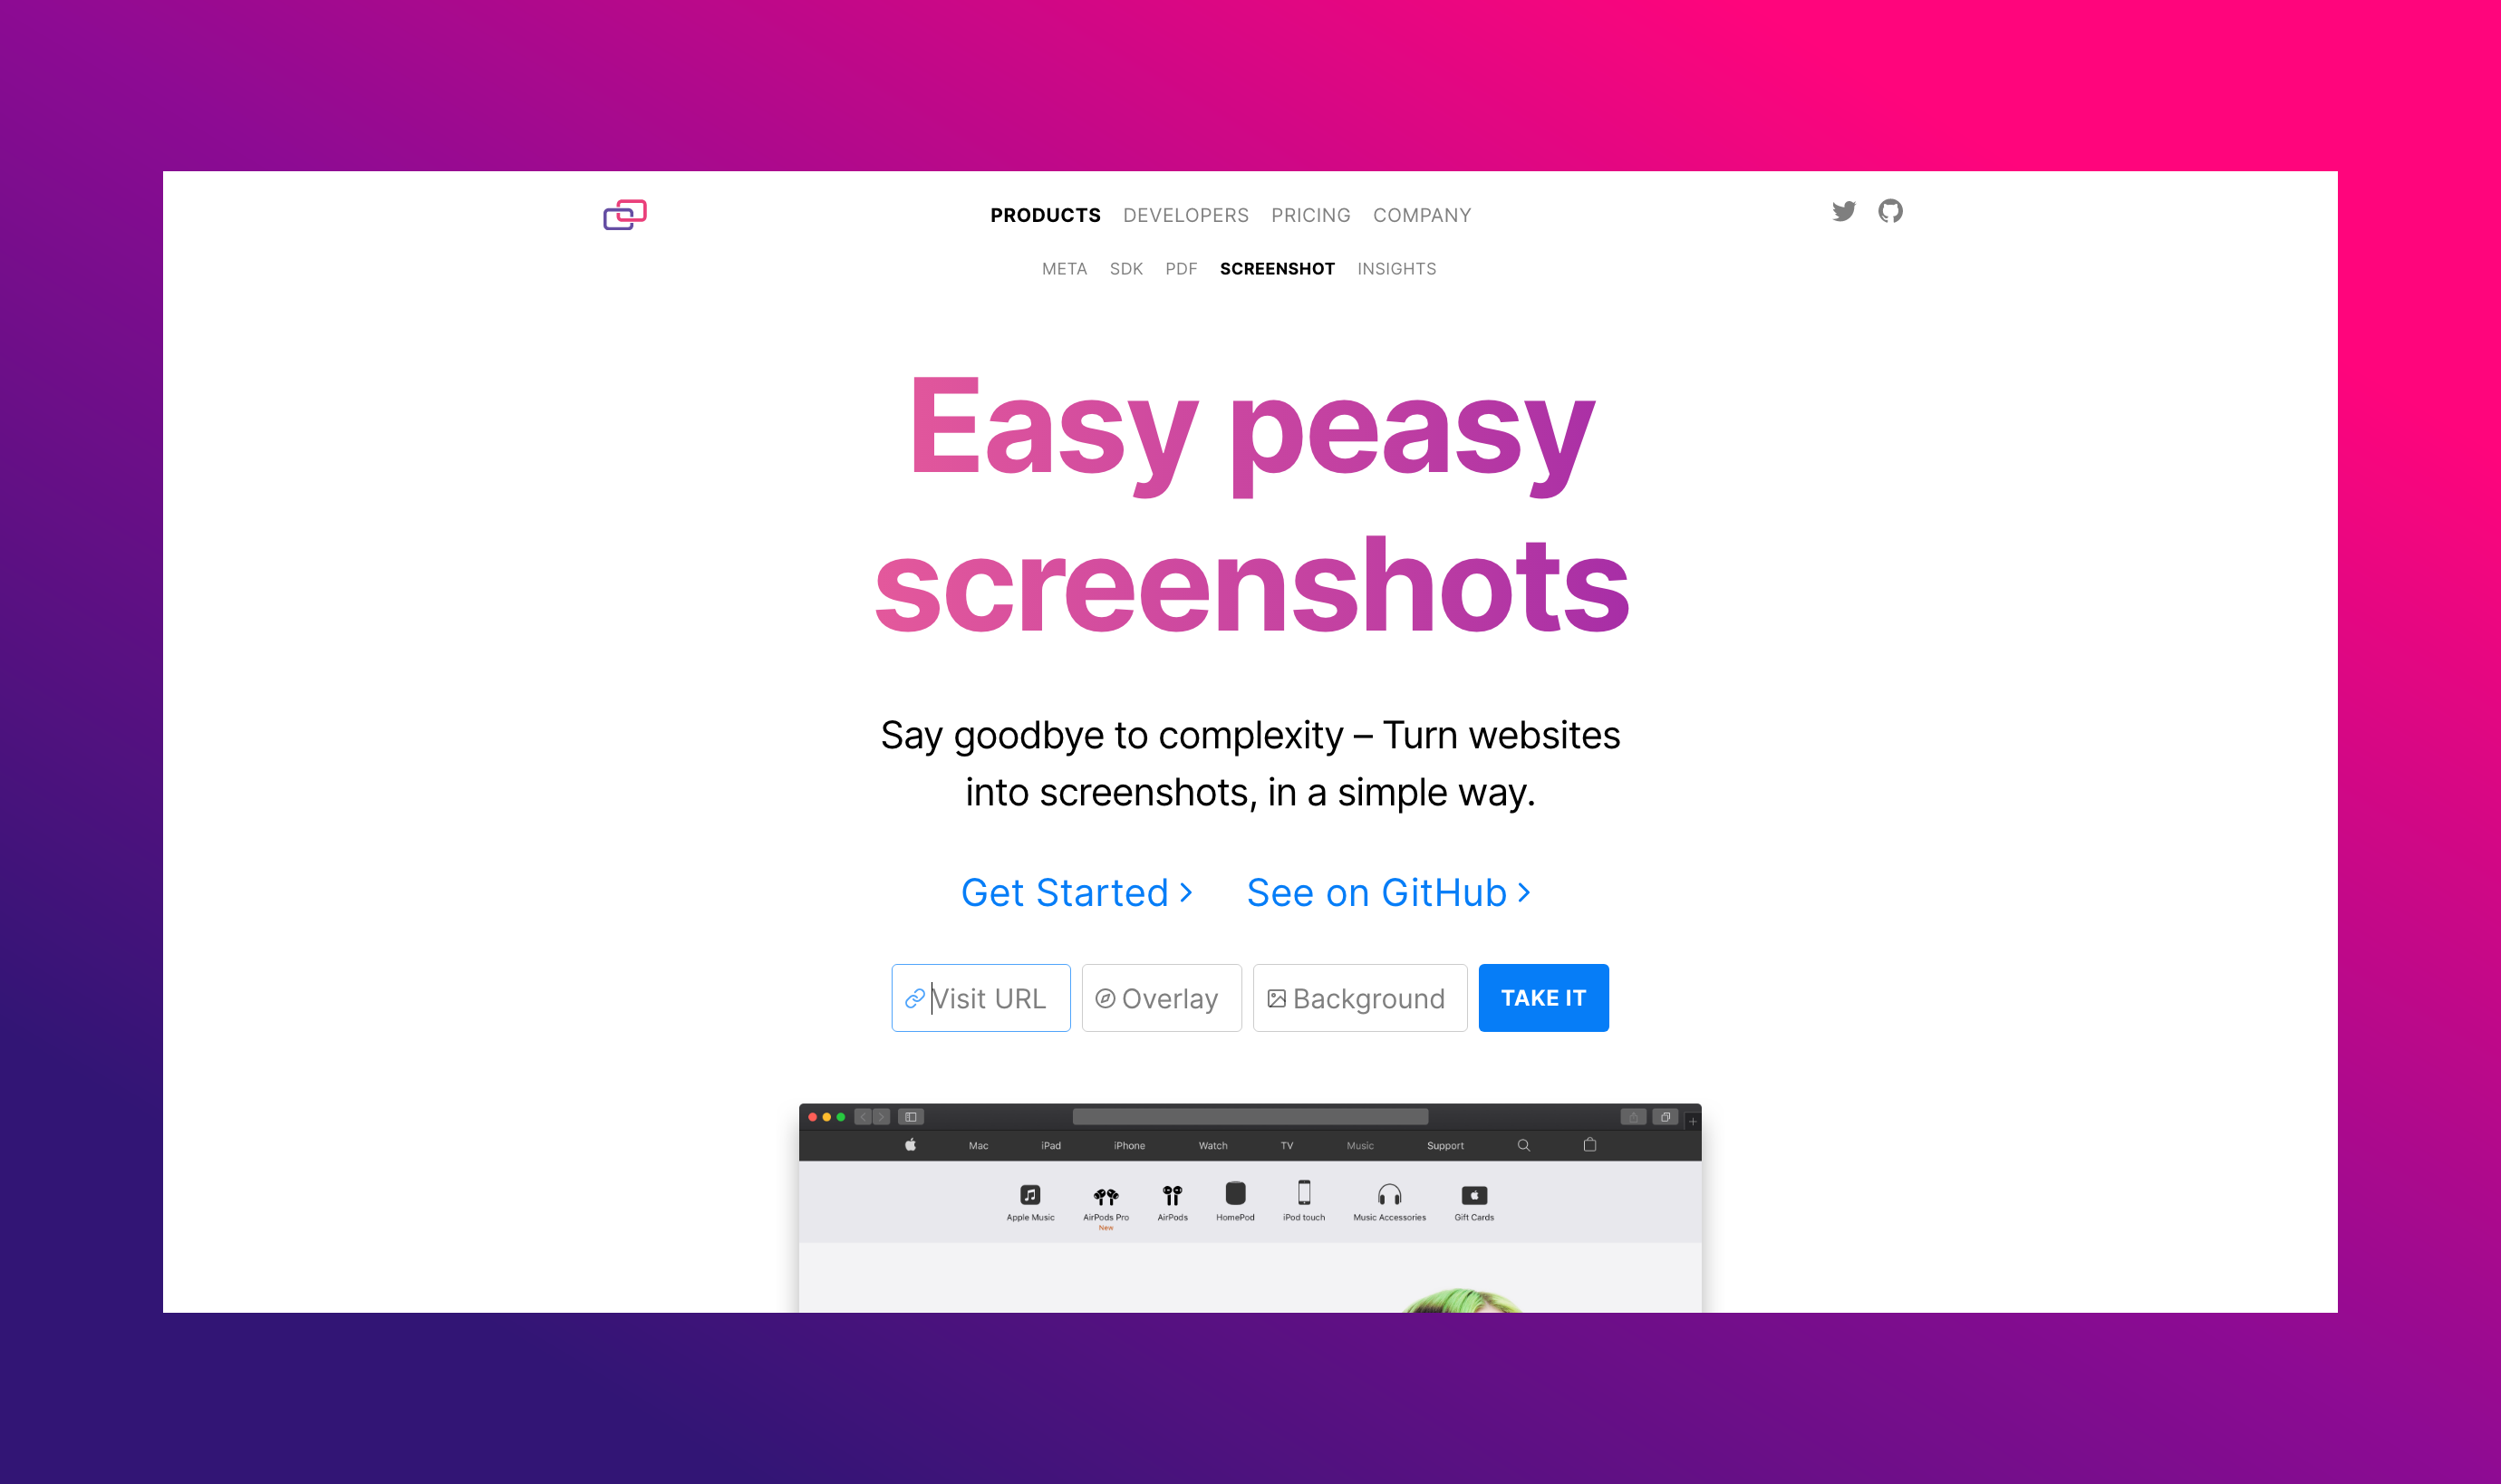 PRODUCTS DEVELOPERS PRICING COMPANY
META SDK PDF SCREENSHOT INSIGHTS
Easy peasy
screenshots
Say goodbye to complexity – Turn websites
into screenshots, in a simple way.
Get Started See on GitHub
Visit URL Overlay Background TAKE IT
Mac iPad iPhone Watch TV Music Support
Apple Music AirPods Pro AirPods HomePod iPod touch Music Accessories Gift Cards
New